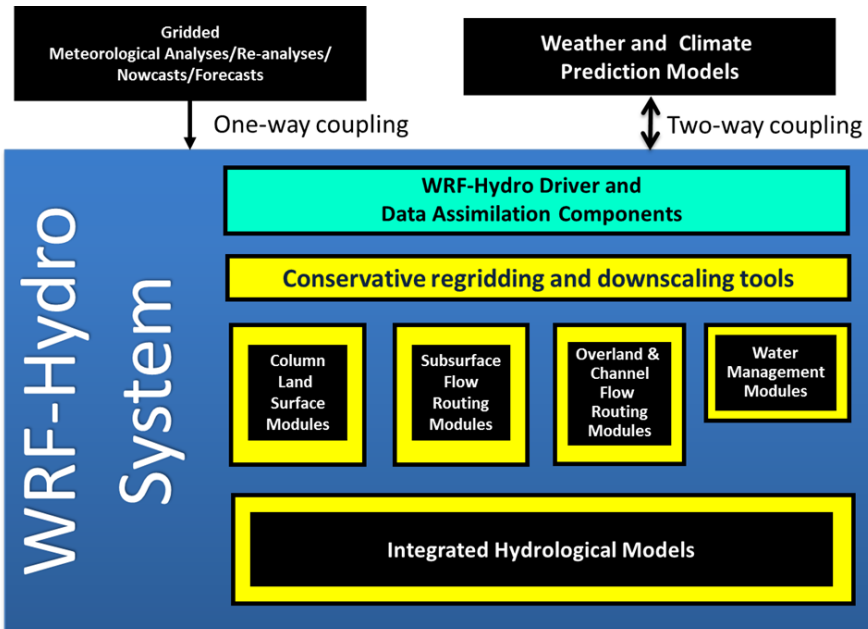 Gridded
Meteorological Analyses/Re-analyses/
Nowcasts/Forecasts
Weather and Climate
Prediction Models
One-way coupling
Two-way coupling
WRF-Hydro
System
WRF-Hydro Driver and
Data Assimilation Components
Conservative regridding and downscaling tools
Column
Land
Surface
Modules
Subsurface
Flow
Routing
Modules
Overland &
Channel
Flow
Routing
Modules
Water
Management
Modules
Integrated Hydrological Models